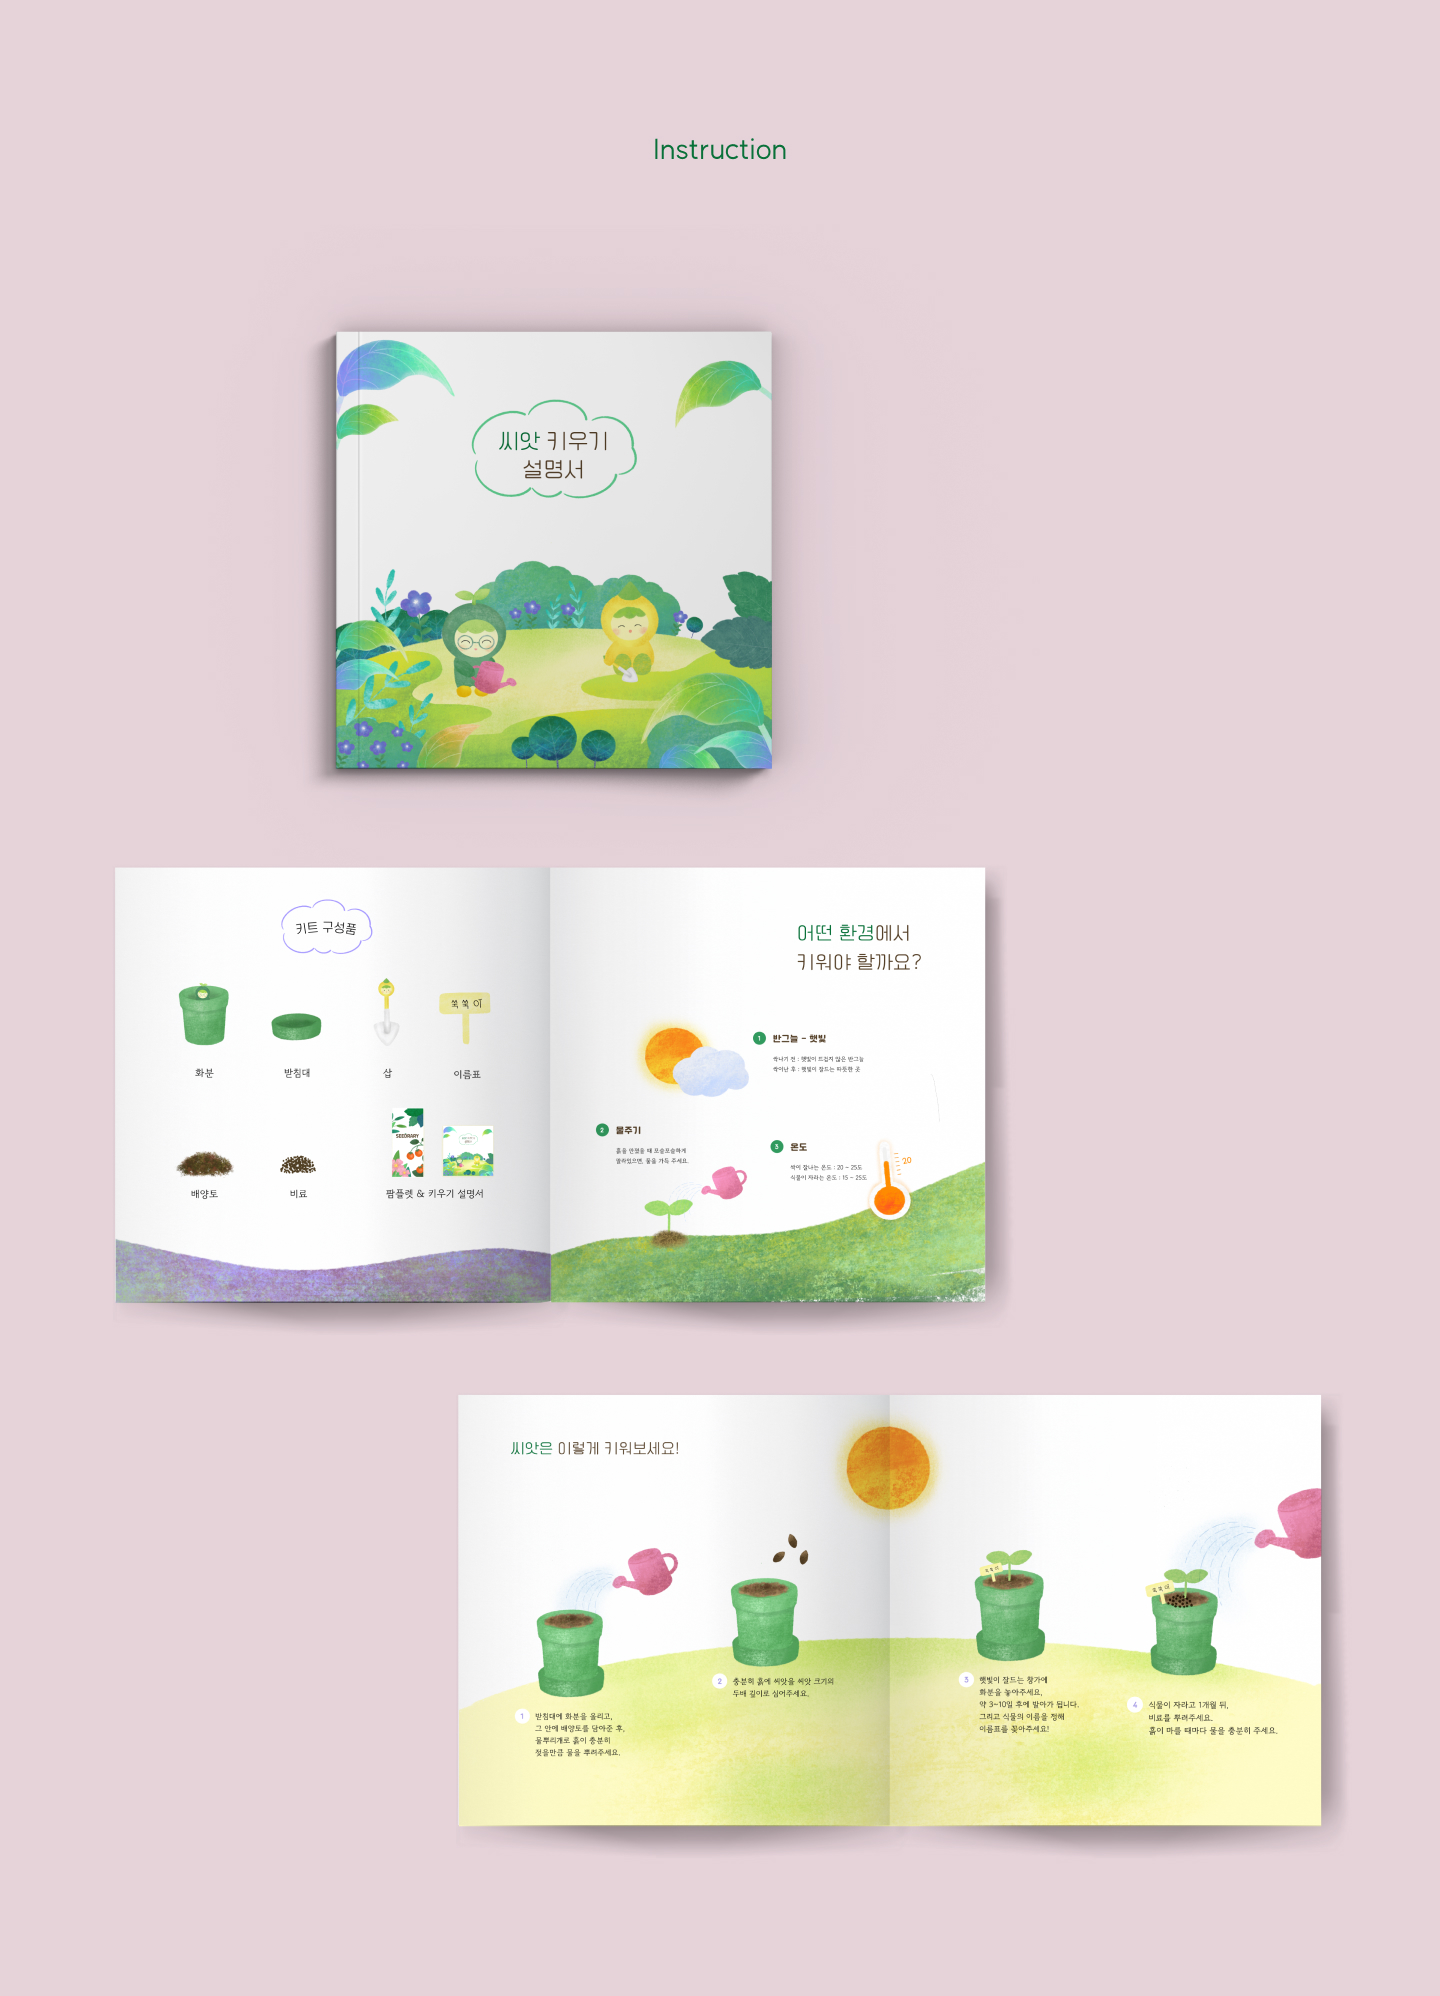 Instruction
씨앗 키우기
설명서
키트 구성품
쑥쑥이
화분
받침대
삽
이름표
SEEDRARY
배양토
비료
팜플렛 & 키우기 설명서
어떤 환경에서
키워야 할까요?
1 반그늘 - 햇빛
싹나기 전 : 햇빛이 뜨겁지 않은 반그늘
싹이난 후 : 햇빛이 잘드는 따뜻한 곳
2 물주기
흙을 만졌을 때 포슬포슬하게
말라있으면, 물을 가득 주세요.
3 온도
싹이 잘나는 온도 : 20 ~ 25도
식물이 자라는 온도 : 15 ~ 25도
20
씨앗은 이렇게 키워보세요!
1 받침대에 화분을 올리고,
그 안에 배양토를 담아준 후,
물뿌리개로 흙이 충분히
젖을만큼 물을 뿌려주세요.
2 충분히 흙에 씨앗을 씨앗 크기의
두배 깊이로 심어주세요.
쑥쑥이
3 햇빛이 잘드는 창가에
화분을 놓아주세요.
약 3~10일 후에 발아가 됩니다.
그리고 식물의 이름을 정해
이름표를 꽂아주세요!
쑥쑥이
4 식물이 자라고 1개월 뒤,
비료를 뿌려주세요.
흙이 마를 때마다 물을 충분히 주세요.